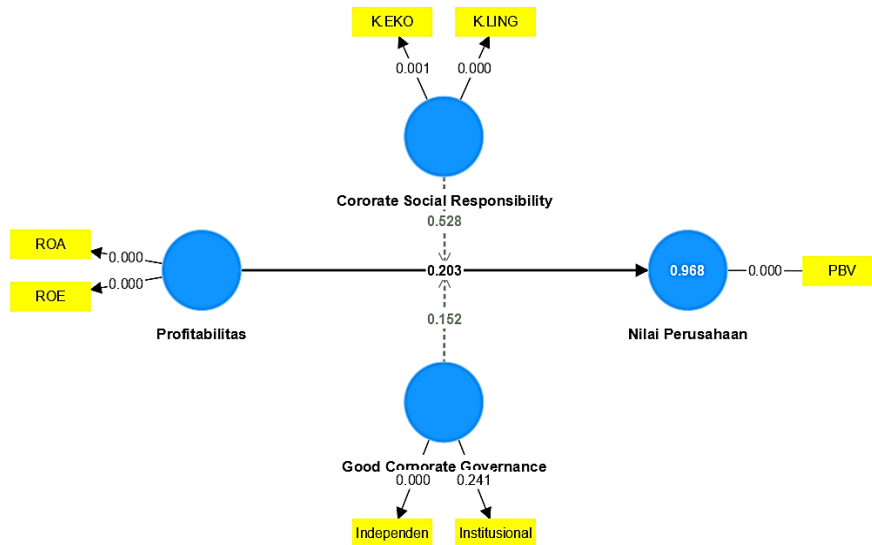 K.EKO
K.LING
0.001
0.000
Cororate Social Responsibility
0.528
ROA
0.000
ROE
0.000
0.203
0.968
0.000
PBV
Profitabilitas
0.152
Nilai Perusahaan
Good Corporate Governance
0.000
0.241
Independen
Institusional